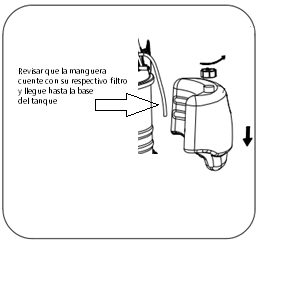 Revisar que la manguera
cuente con su respectivo filtro
y llegue hasta la base
del tanque